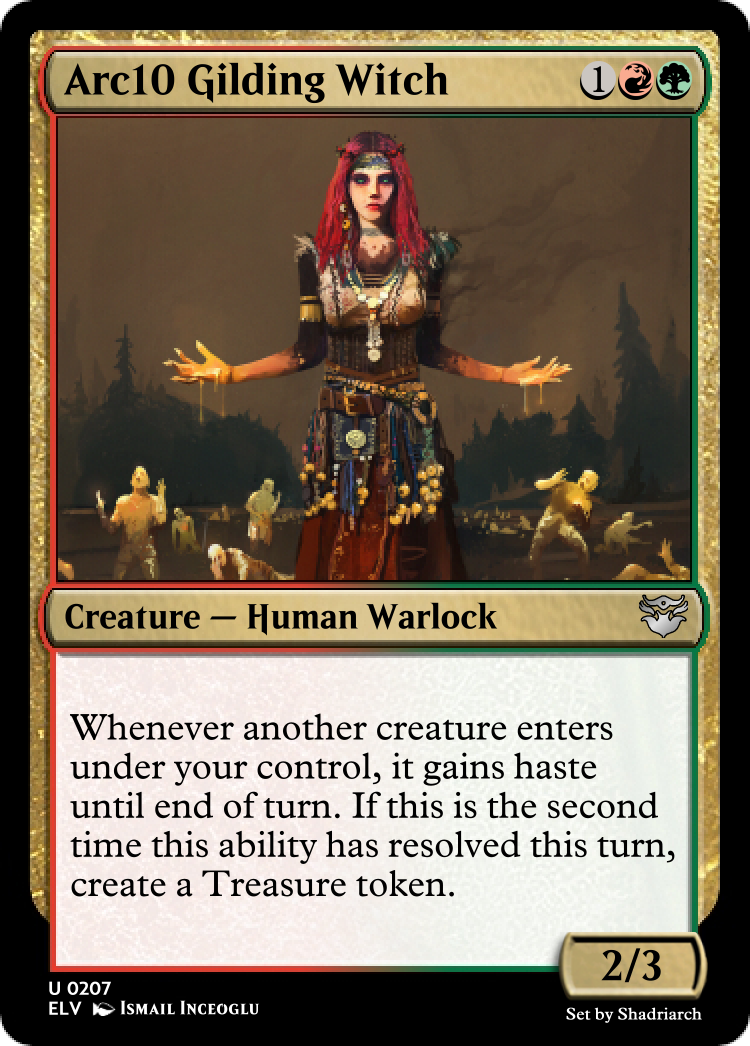 Arc10 Gilding Witch 1
Creature — Human Warlock
Whenever another creature enters
under your control, it gains haste
until end of turn. If this is the second
time this ability has resolved this turn,
create a Treasure token.
2/3
U 0207
ELV Ismail Inceoglu
Set by Shadriarch